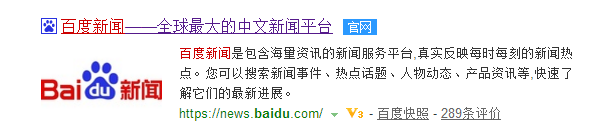 百度新闻——全球最大的中文新闻平台 官网
Bai du 新闻
百度新闻是包含海量资讯的新闻服务平台,真实反映每时每刻的新闻热
点。您可以搜索新闻事件、热点话题、人物动态、产品资讯等,快速了
解它们的最新进展。
https://news.baidu.com/ V3 - 百度快照 - 289条评价